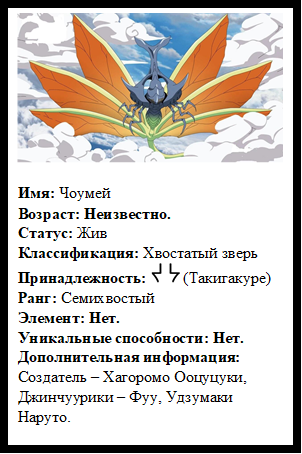 Имя: Чоумей
Возраст: Неизвестно.
Статус: Жив
Классификация: Хвостатый зверь
Принадлежность: (Такигакуре)
Ранг: Семихвостый
Элемент: Нет.
Уникальные способности: Нет.
Дополнительная информация:
Создатель – Хагоромо Ооцуцуки,
Джинчуурики – Фуу, Удзумаки
Наруто.